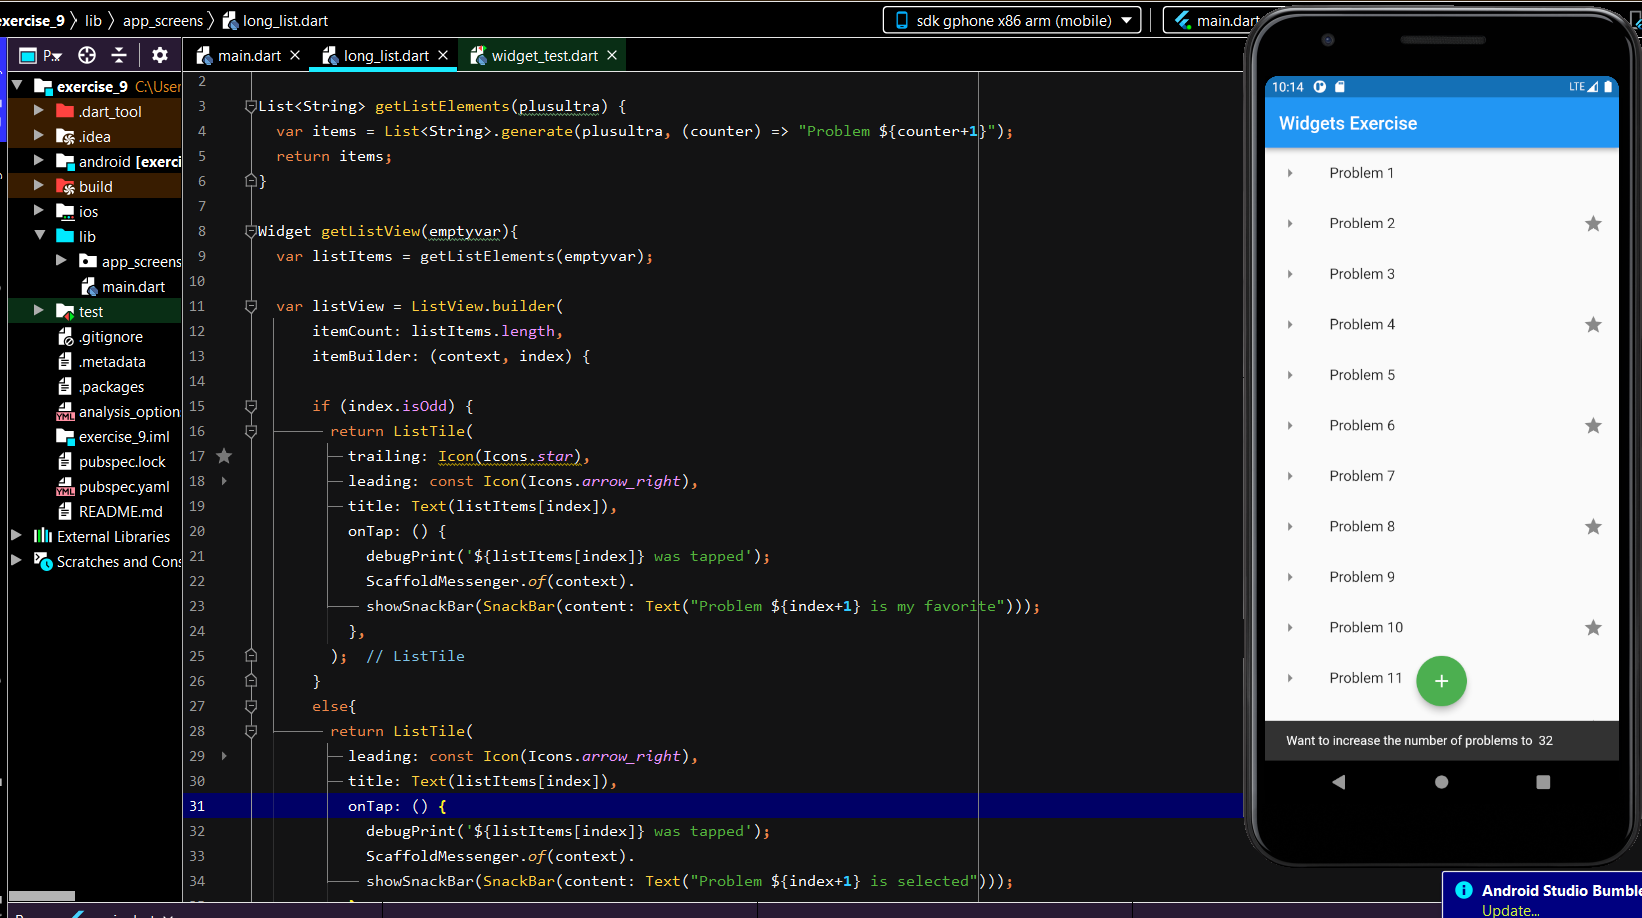 exercise_9 lib app_screens long_list.dart sdk gphone x86 arm (mobile) main.dart
P... main.dart long_list.dart widget_test.dart
exercise_9 C:\User
.dart_tool
.idea
android [exerci
build
ios
lib
app_screens
main.dart
test
.gitignore
.metadata
.packages
analysis_option
exercise_9.iml
pubspec.lock
pubspec.yaml
README.md
External Libraries
Scratches and Cons
2
3 List<String> getListElements(plusultra) {
4 var items = List<String>.generate(plusultra, (counter) => "Problem ${counter+1}");
5 return items;
6 }
7
8 Widget getListView(emptyvar){
9 var listItems = getListElements(emptyvar);
10
11 var listView = ListView.builder(
12 itemCount: listItems.length,
13 itemBuilder: (context, index) {
14
15 if (index.isOdd) {
16 return ListTile(
17 trailing: Icon(Icons.star),
18 leading: const Icon(Icons.arrow_right),
19 title: Text(listItems[index]),
20 onTap: () {
21 debugPrint('${listItems[index]} was tapped');
22 ScaffoldMessenger.of(context).
23 showSnackBar(SnackBar(content: Text("Problem ${index+1} is my favorite")));
24 },
25 ); // ListTile
26 }
27 else{
28 return ListTile(
29 leading: const Icon(Icons.arrow_right),
30 title: Text(listItems[index]),
31 onTap: () {
32 debugPrint('${listItems[index]} was tapped');
33 ScaffoldMessenger.of(context).
34 showSnackBar(SnackBar(content: Text("Problem ${index+1} is selected")));
10:14 LTE
Widgets Exercise
Problem 1
Problem 2
Problem 3
Problem 4
Problem 5
Problem 6
Problem 7
Problem 8
Problem 9
Problem 10
Problem 11
+
Want to increase the number of problems to 32
Android Studio Bumble
Update...